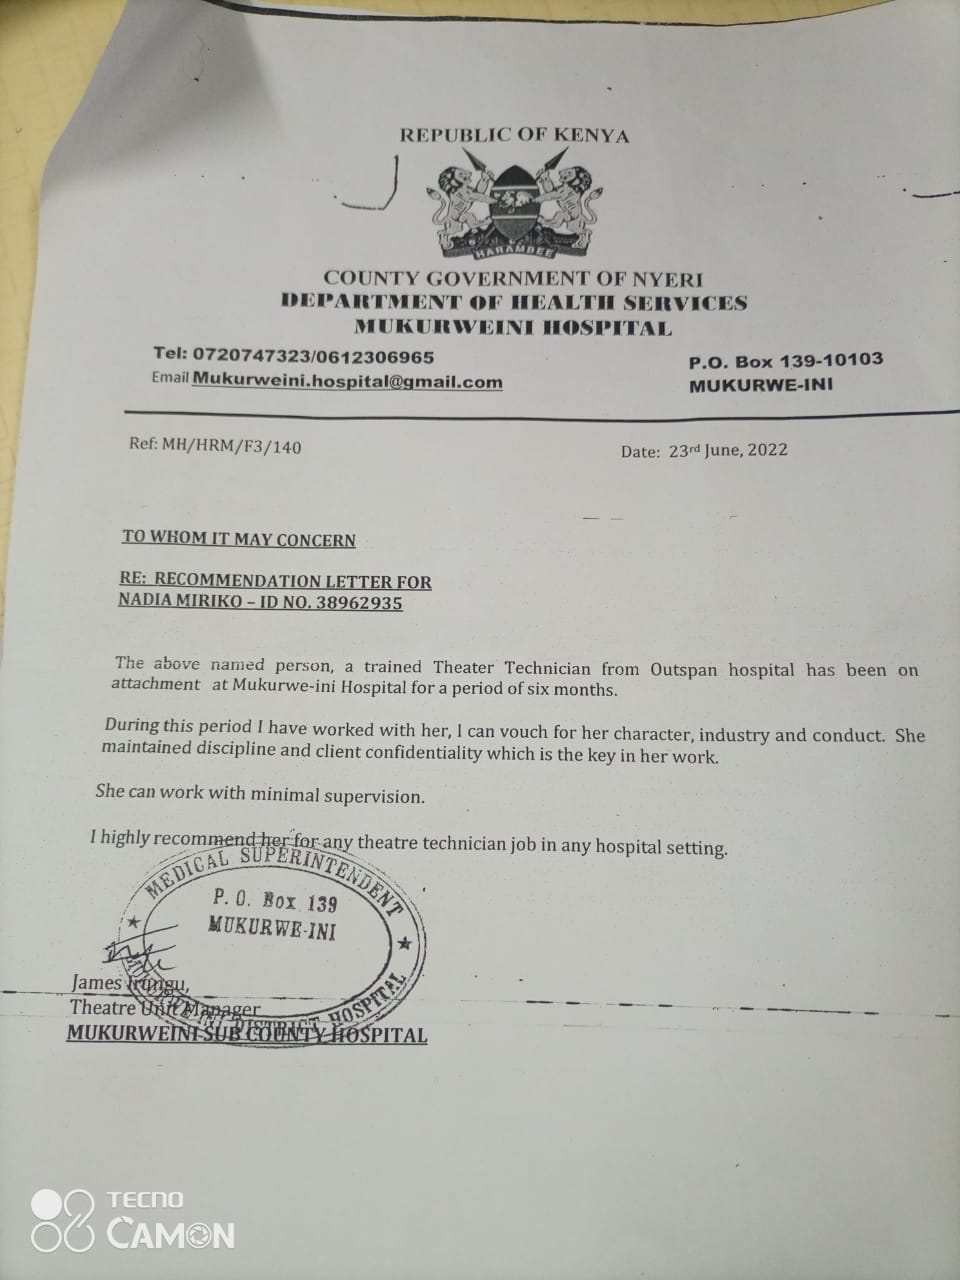 REPUBLIC OF KENYA
HARAMBEE
COUNTY GOVERNMENT OF NYERI
DEPARTMENT OF HEALTH SERVICES
MUKURWEINI HOSPITAL
Tel: 0720747323/0612306965
Email Mukurweini.hospital@gmail.com
P.O. Box 139-10103
MUKURWE-INI
Ref: MH/HRM/F3/140
Date: 23rd June, 2022
TO WHOM IT MAY CONCERN
RE: RECOMMENDATION LETTER FOR
NADIA MIRIKO – ID NO. 38962935
The above named person, a trained Theater Technician from Outspan hospital has been on
attachment at Mukurwe-ini Hospital for a period of six months.
During this period I have worked with her, I can vouch for her character, industry and conduct. She
maintained discipline and client confidentiality which is the key in her work.
She can work with minimal supervision.
I highly recommend her for any theatre technician job in any hospital setting.
MEDICAL SUPERINTENDENT
P. O. Box 139
MUKURWE-INI
MUKURWEINI DISTRICT HOSPITAL
James Irungu,
Theatre Unit Manager
MUKURWEINI SUB COUNTY HOSPITAL
TECNO
CAMON